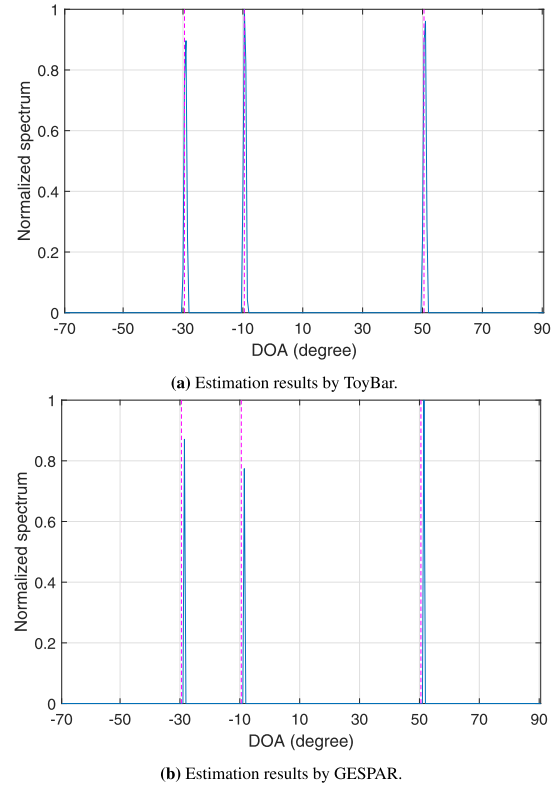 1
0.8
0.6
0.4
0.2
0
Normalized spectrum
-70 -50 -30 -10 10 30 50 70 90
DOA (degree)
(a) Estimation results by ToyBar.
1
0.8
0.6
0.4
0.2
0
Normalized spectrum
-70 -50 -30 -10 10 30 50 70 90
DOA (degree)
(b) Estimation results by GESPAR.